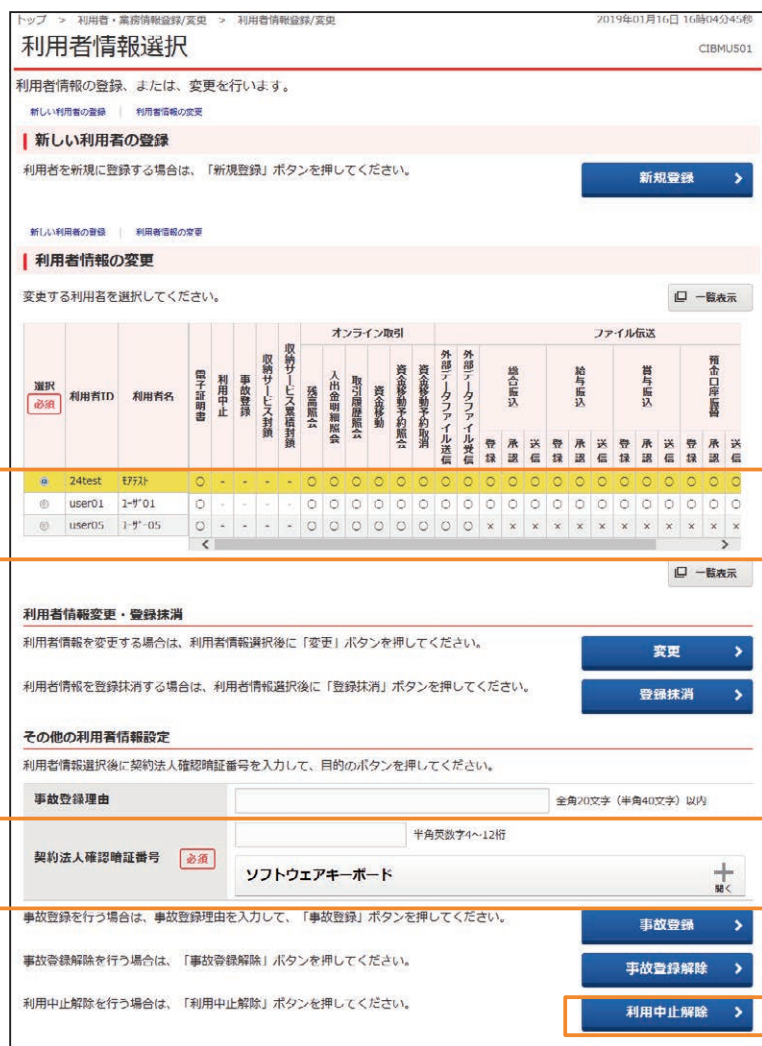 トップ > 利用者・業務情報登録/変更 > 利用者情報登録/変更 2019年01月16日 16時04分45秒
利用者情報選択 CIBMU501
利用者情報の登録、または、変更を行います。
新しい利用者の登録 | 利用者情報の変更
新しい利用者の登録
利用者を新規に登録する場合は、「新規登録」ボタンを押してください。 新規登録
新しい利用者の登録 | 利用者情報の変更
利用者情報の変更
変更する利用者を選択してください。 一覧表示
オンライン取引 ファイル伝送
選択 必須 利用者ID 利用者名 電子証明書 利用中止 事故登録 収納サービス封鎖 収納サービス累積封鎖 残高照会 入出金明細照会 取引履歴照会 資金移動 資金移動予約照会 資金移動予約取消 外部データファイル送信 外部データファイル受信 総合振込 給与振込 賞与振込 預金口座振替
登録 承認 送信 登録 承認 送信 登録 承認 送信 登録 承認 送信
24test ﾓｱﾃｽﾄ ○ - - - - ○ ○ ○ ○ ○ ○ ○ ○ ○ ○ ○ ○ ○ ○ ○ ○ ○ ○ ○ ○
user01 ﾕｰｻﾞ01 ○ - - - - ○ ○ ○ ○ ○ ○ ○ ○ ○ ○ ○ ○ ○ ○ ○ ○ ○ ○ ○ ○
user05 ﾕｰｻﾞｰ05 ○ - - - - ○ ○ ○ ○ ○ ○ ○ ○ × × × × × × × × × × × ×
一覧表示
利用者情報変更・登録抹消
利用者情報を変更する場合は、利用者情報選択後に「変更」ボタンを押してください。 変更
利用者情報を登録抹消する場合は、利用者情報選択後に「登録抹消」ボタンを押してください。 登録抹消
その他の利用者情報設定
利用者情報選択後に契約法人確認暗証番号を入力して、目的のボタンを押してください。
事故登録理由 全角20文字（半角40文字）以内
半角英数字4～12桁
契約法人確認暗証番号 必須
ソフトウェアキーボード 開く
事故登録を行う場合は、事故登録理由を入力して、「事故登録」ボタンを押してください。 事故登録
事故登録解除を行う場合は、「事故登録解除」ボタンを押してください。 事故登録解除
利用中止解除を行う場合は、「利用中止解除」ボタンを押してください。 利用中止解除